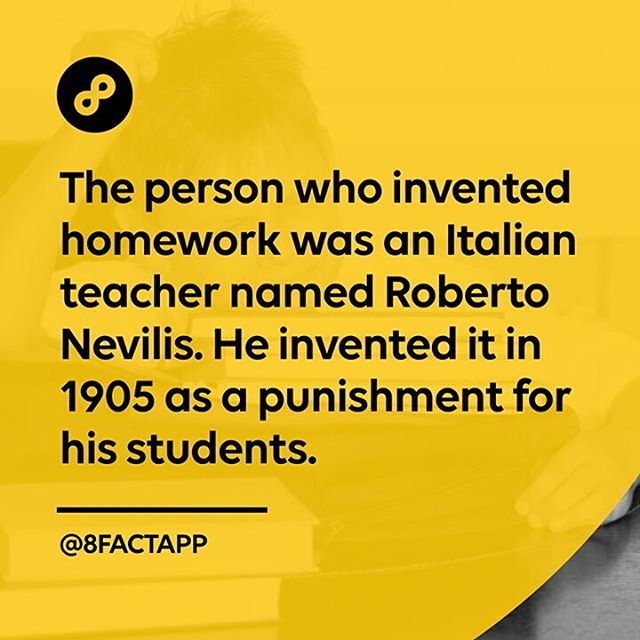 The person who invented
homework was an Italian
teacher named Roberto
Nevilis. He invented it in
1905 as a punishment for
his students.
@8FACTAPP